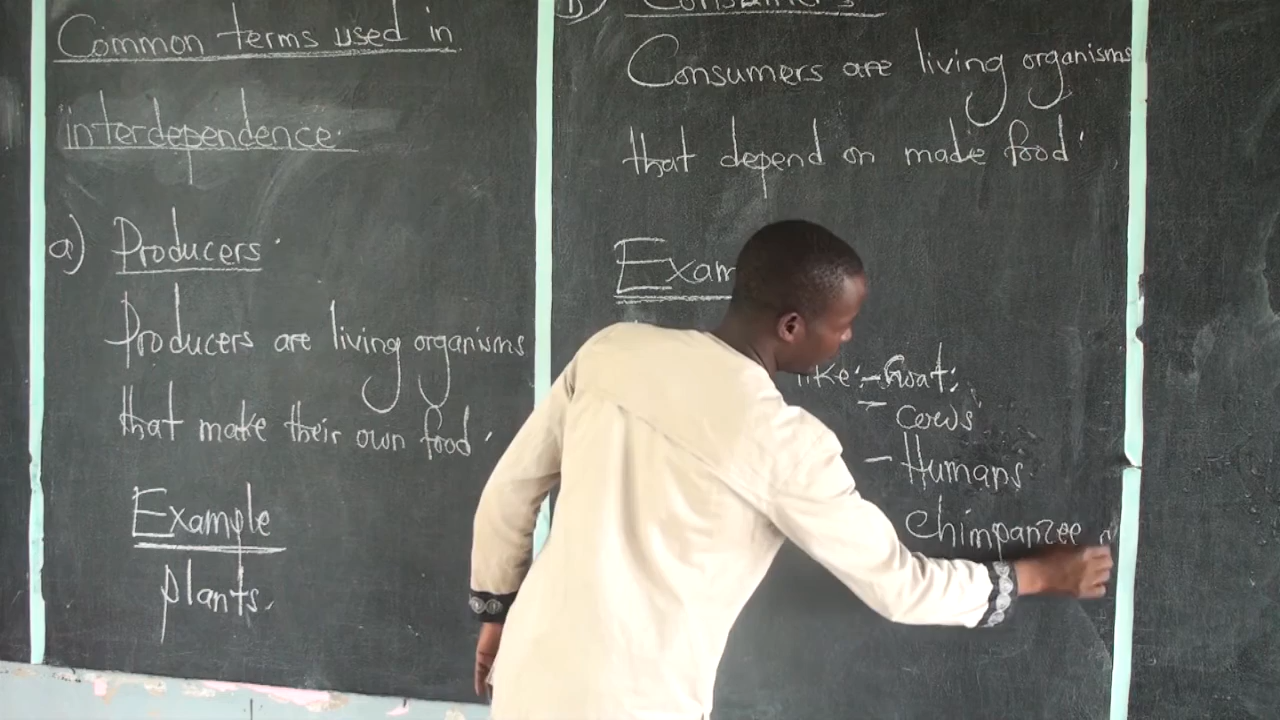 Common terms used in
interdependence.
a) Producers.
Producers are living organisms
that make their own food.
Example
plants.
b) Consumers
Consumers are living organisms
that depend on made food.
like:- Goat.
- cows
- Humans.
Chimpanzee